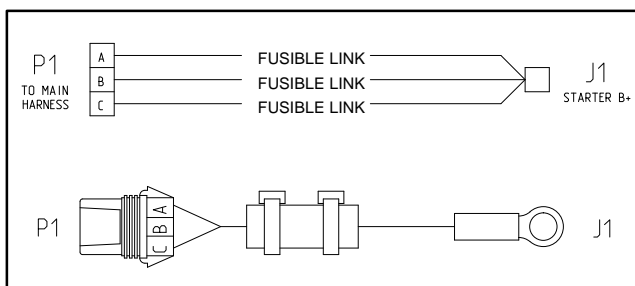 P1
TO MAIN
HARNESS
A
B
C
FUSIBLE LINK
FUSIBLE LINK
FUSIBLE LINK
J1
STARTER B+
P1
A
B
C
J1